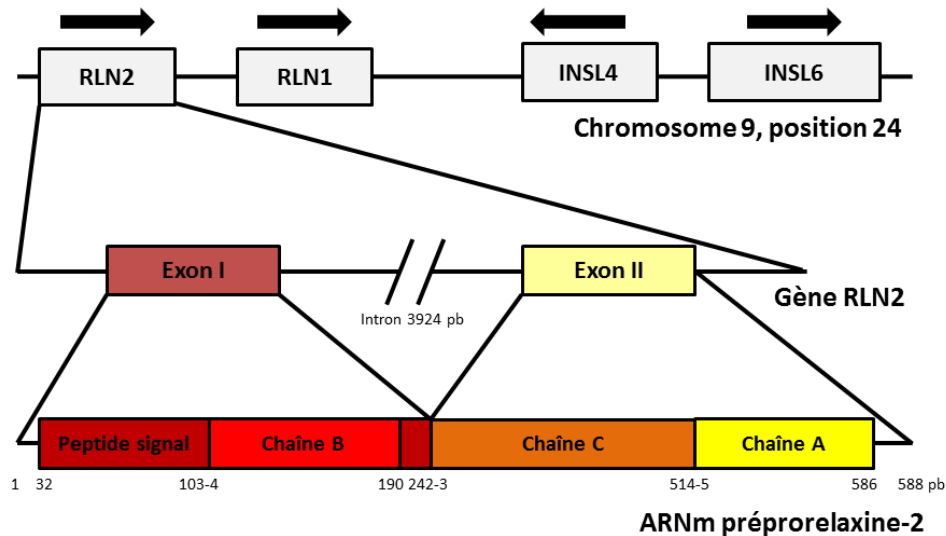 RLN2 RLN1 INSL4 INSL6
Chromosome 9, position 24
Exon I Exon II
Intron 3924 pb
Gène RLN2
Peptide signal Chaîne B Chaîne C Chaîne A
1 32 103-4 190 242-3 514-5 586 588 pb
ARNm préprorelaxine-2